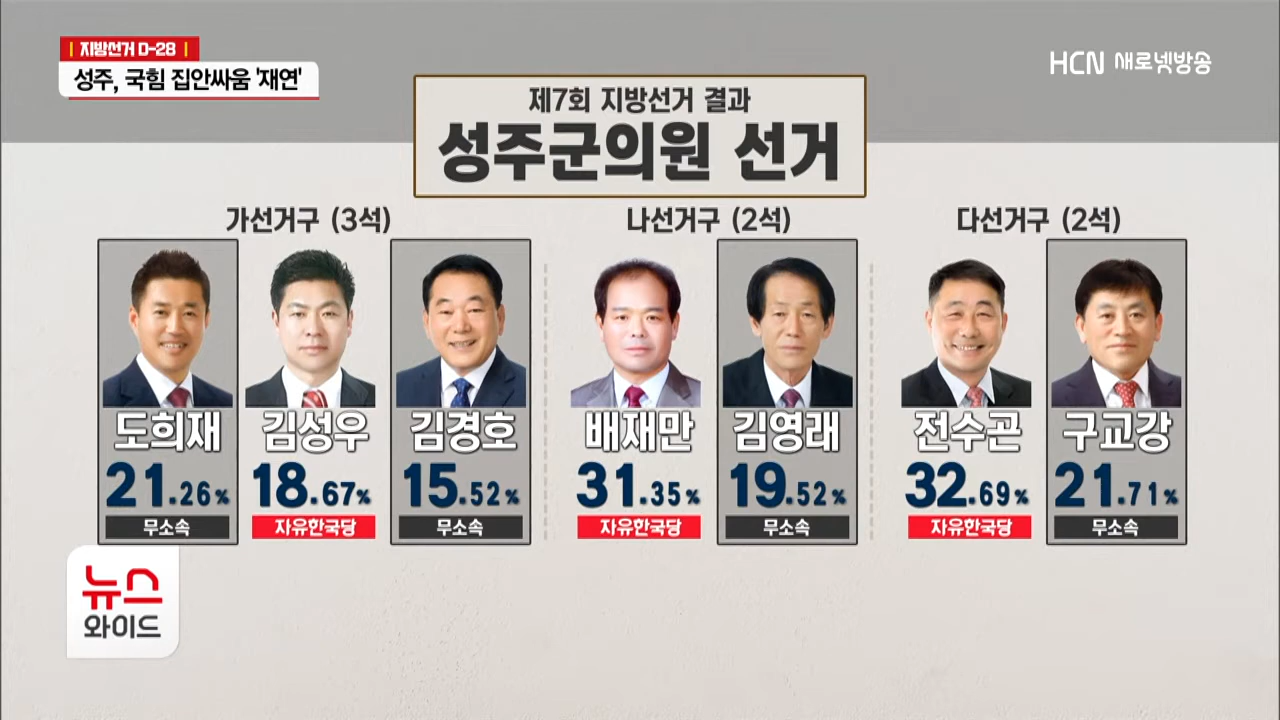 지방선거 D-28
성주, 국힘 집안싸움 '재연'
HCN 새로넷방송
제7회 지방선거 결과
성주군의원 선거
가선거구 (3석)
도희재
21.26%
무소속
김성우
18.67%
자유한국당
김경호
15.52%
무소속
나선거구 (2석)
배재만
31.35%
자유한국당
김영래
19.52%
무소속
다선거구 (2석)
전수곤
32.69%
자유한국당
구교강
21.71%
무소속
뉴스
와이드